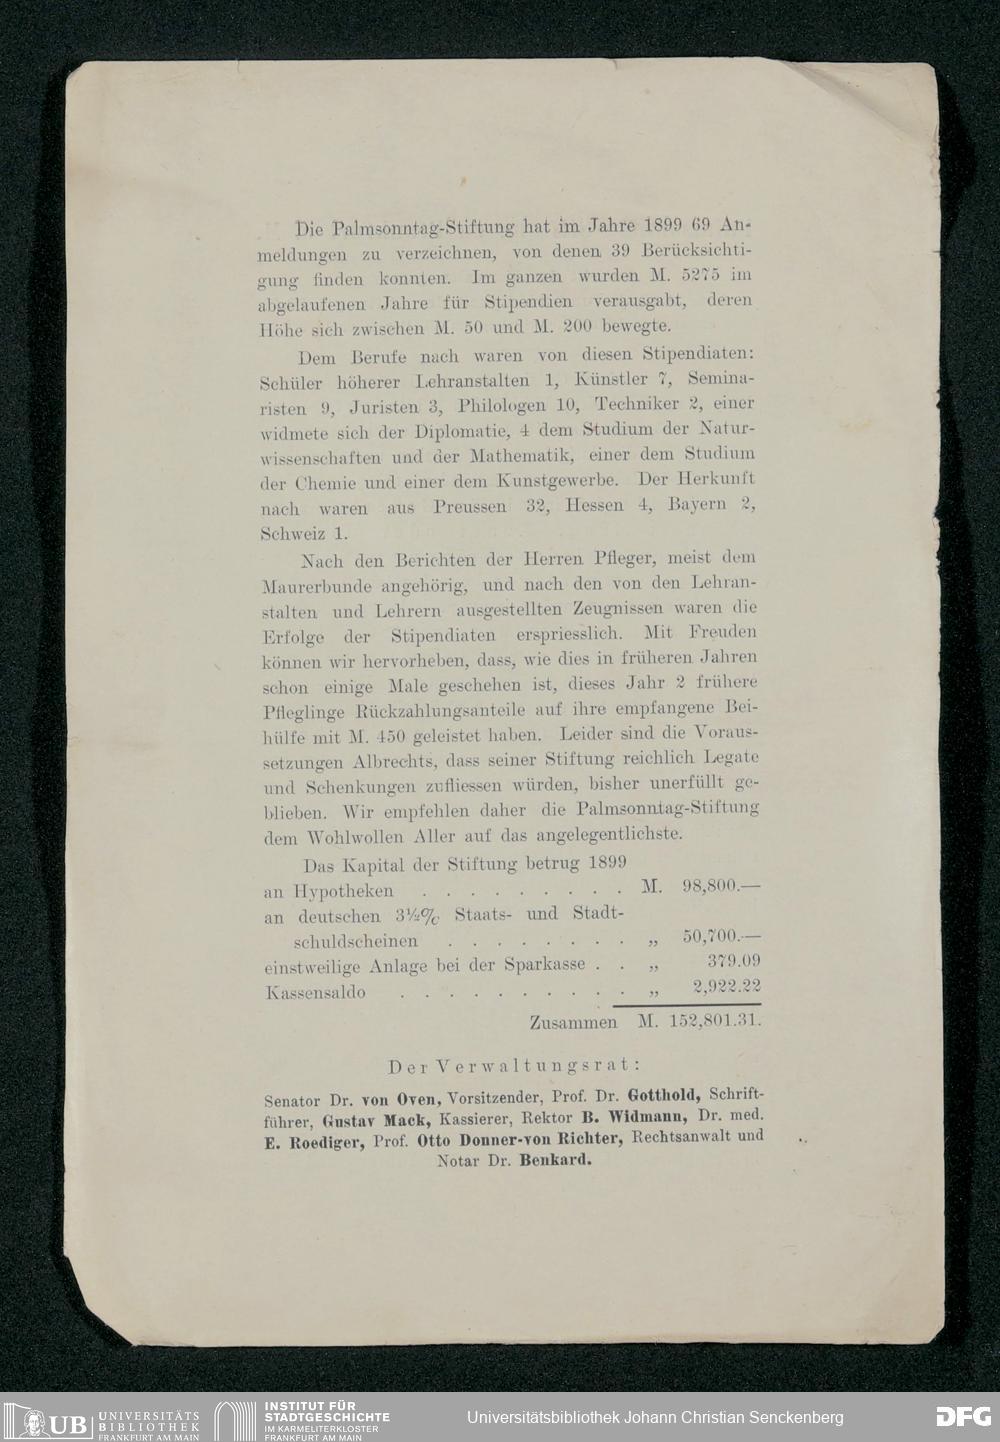 Die Palmsonntag-Stiftung hat im Jahre 1899 69 An-
meldungen zu verzeichnen, von denen 39 Berücksichti-
gung finden konnten. Im ganzen wurden M. 5275 im
abgelaufenen Jahre für Stipendien verausgabt, deren
Höhe sich zwischen M. 50 und M. 200 bewegte.
Dem Berufe nach waren von diesen Stipendiaten:
Schüler höherer Lehranstalten 1, Künstler 7, Semina-
risten 9, Juristen 3, Philologen 10, Techniker 2, einer
widmete sich der Diplomatie, 4 dem Studium der Natur-
wissenschaften und der Mathematik, einer dem Studium
der Chemie und einer dem Kunstgewerbe. Der Herkunft
nach waren aus Preussen 32, Hessen 4, Bayern 2,
Schweiz 1.
Nach den Berichten der Herren Pfleger, meist dem
Maurerbunde angehörig, und nach den von den Lehran-
stalten und Lehrern ausgestellten Zeugnissen waren die
Erfolge der Stipendiaten erspriesslich. Mit Freuden
können wir hervorheben, dass, wie dies in früheren Jahren
schon einige Male geschehen ist, dieses Jahr 2 frühere
Pfleglinge Rückzahlungsanteile auf ihre empfangene Bei-
hülfe mit M. 450 geleistet haben. Leider sind die Voraus-
setzungen Albrechts, dass seiner Stiftung reichlich Legate
und Schenkungen zufliessen würden, bisher unerfüllt ge-
blieben. Wir empfehlen daher die Palmsonntag-Stiftung
dem Wohlwollen Aller auf das angelegentlichste.
Das Kapital der Stiftung betrug 1899
an Hypotheken . . . . . . . . . M. 98,800.—
an deutschen 3½% Staats- und Stadt-
schuldscheinen . . . . . . . . „ 50,700.—
einstweilige Anlage bei der Sparkasse . . „ 379.09
Kassensaldo . . . . . . . . . . „ 2,922.22
Zusammen M. 152,801.31.
Der Verwaltungsrat:
Senator Dr. von Oven, Vorsitzender, Prof. Dr. Gotthold, Schrift-
führer, Gustav Mack, Kassierer, Rektor B. Widmann, Dr. med.
E. Roediger, Prof. Otto Donner-von Richter, Rechtsanwalt und
Notar Dr. Benkard.
UB UNIVERSITÄTS
BIBLIOTHEK
FRANKFURT AM MAIN
INSTITUT FÜR
STADTGESCHICHTE
IM KARMELITERKLOSTER
FRANKFURT AM MAIN
Universitätsbibliothek Johann Christian Senckenberg
DFG